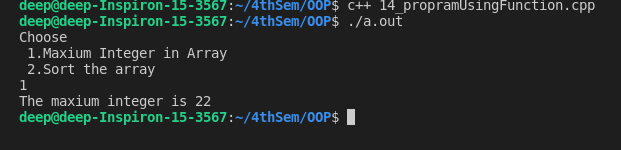 deep@deep-Inspiron-15-3567:~/4thSem/OOP$ c++ 14_propramUsingFunction.cpp
deep@deep-Inspiron-15-3567:~/4thSem/OOP$ ./a.out
Choose
 1.Maxium Integer in Array
 2.Sort the array
1
The maxium integer is 22
deep@deep-Inspiron-15-3567:~/4thSem/OOP$